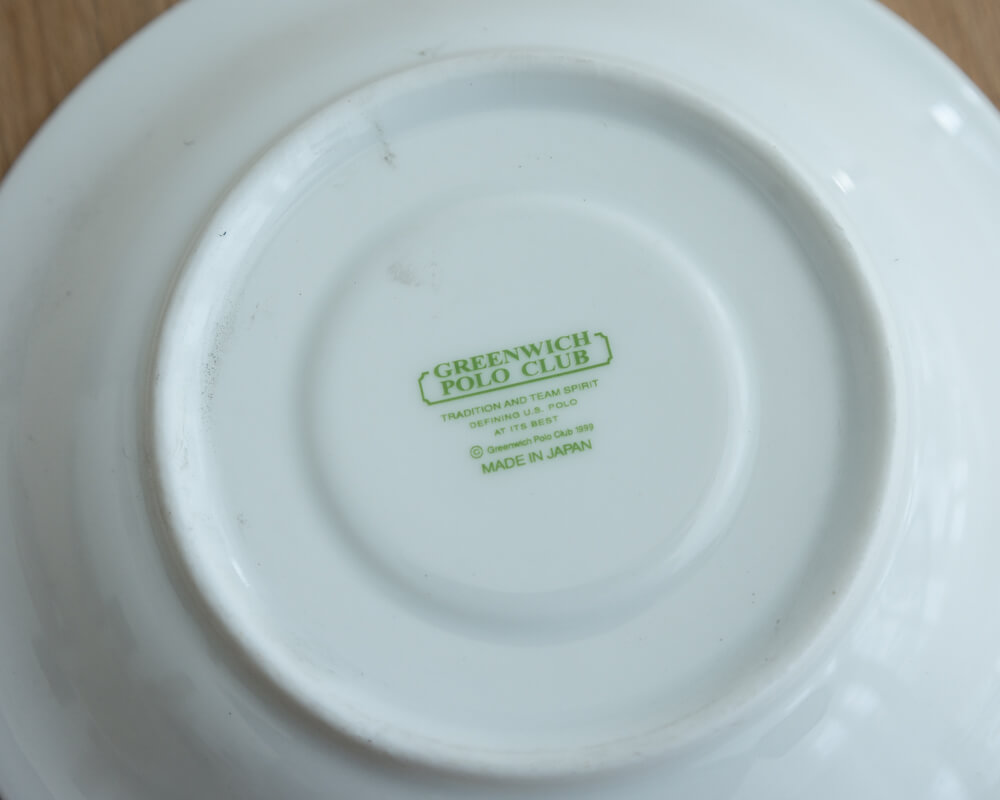 GREENWICH
POLO CLUB
TRADITION AND TEAM SPIRIT
DEFINING U.S. POLO
AT ITS BEST
© Greenwich Polo Club 1999
MADE IN JAPAN